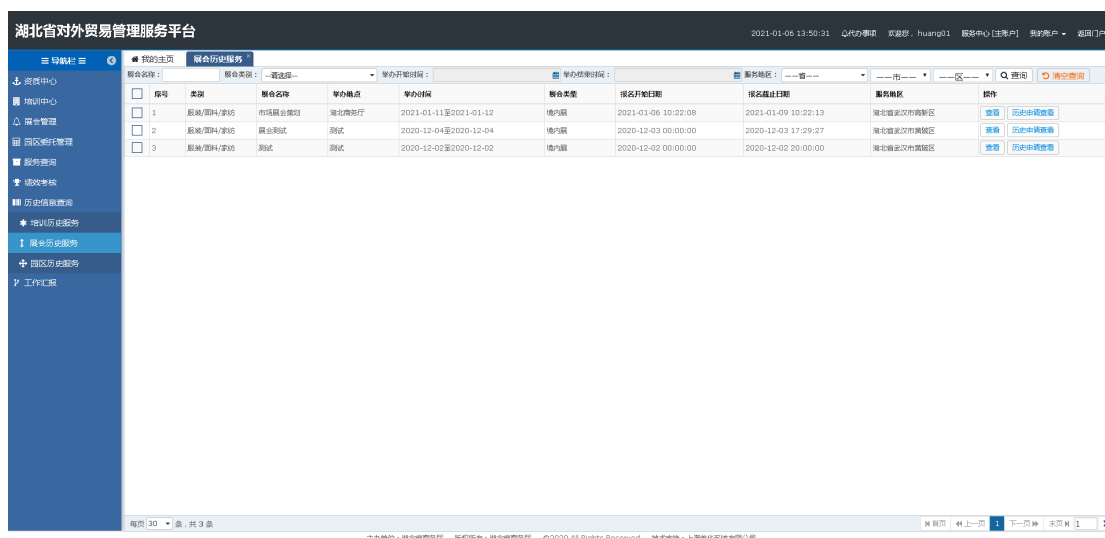 湖北省对外贸易管理服务平台
2021-01-06 13:50:31 代办事项 欢迎您, huang01 服务中心 [主账户] 我的账户 返回门户
导航栏 我的主页 展会历史服务 ×
资质中心
培训中心
展会管理
园区委托管理
服务查询
绩效考核
历史信息查询
培训历史服务
展会历史服务
园区历史服务
工作汇报
展会名称: 展会类别: --请选择-- 举办开始时间: 举办结束时间: 服务地区: ——省—— ——市—— ——区—— 查询 清空查询
序号 类别 展会名称 举办地点 举办时间 展会类型 报名开始日期 报名截止日期 服务地区 操作
1 服装/面料/家纺 市场展会策划 湖北商务厅 2021-01-11至2021-01-12 境内展 2021-01-06 10:22:08 2021-01-09 10:22:13 湖北省武汉市高新区 查看 历史申请查看
2 服装/面料/家纺 展会测试 测试 2020-12-04至2020-12-04 境内展 2020-12-03 00:00:00 2020-12-03 17:29:27 湖北省武汉市黄陂区 查看 历史申请查看
3 服装/面料/家纺 测试 测试 2020-12-02至2020-12-02 境内展 2020-12-02 00:00:00 2020-12-02 20:00:00 湖北省武汉市黄陂区 查看 历史申请查看
每页 30 条,共 3 条 首页 上一页 1 下一页 末页 1